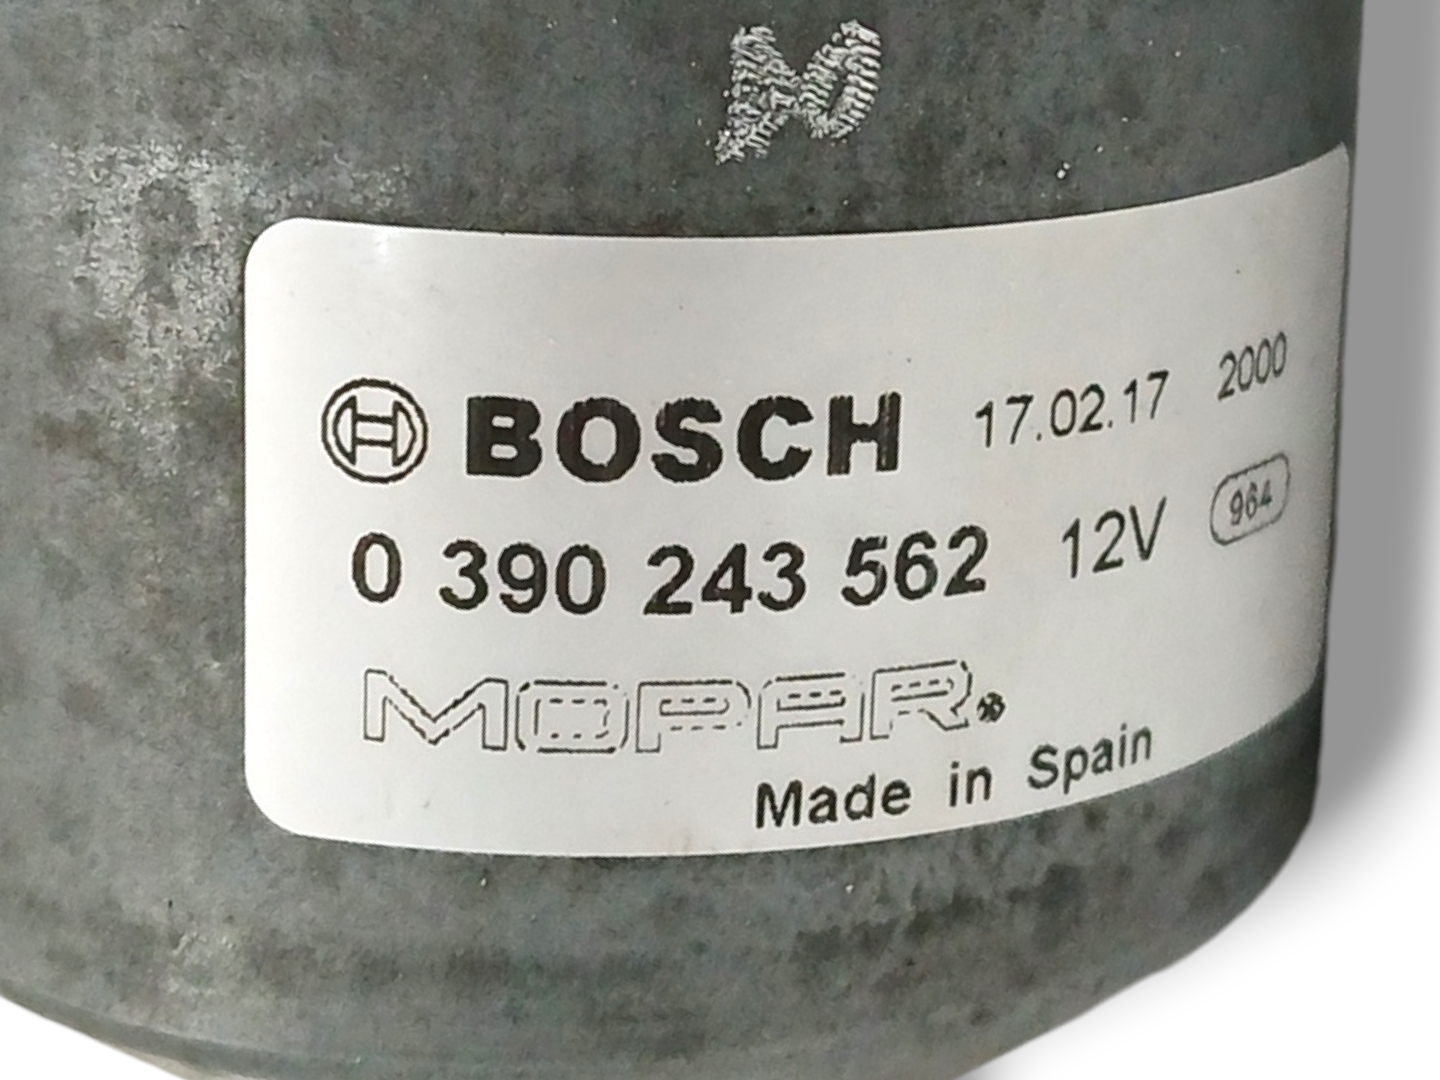 BOSCH 17.02.17 2000
0 390 243 562 12V 964
MOPAR
Made in Spain